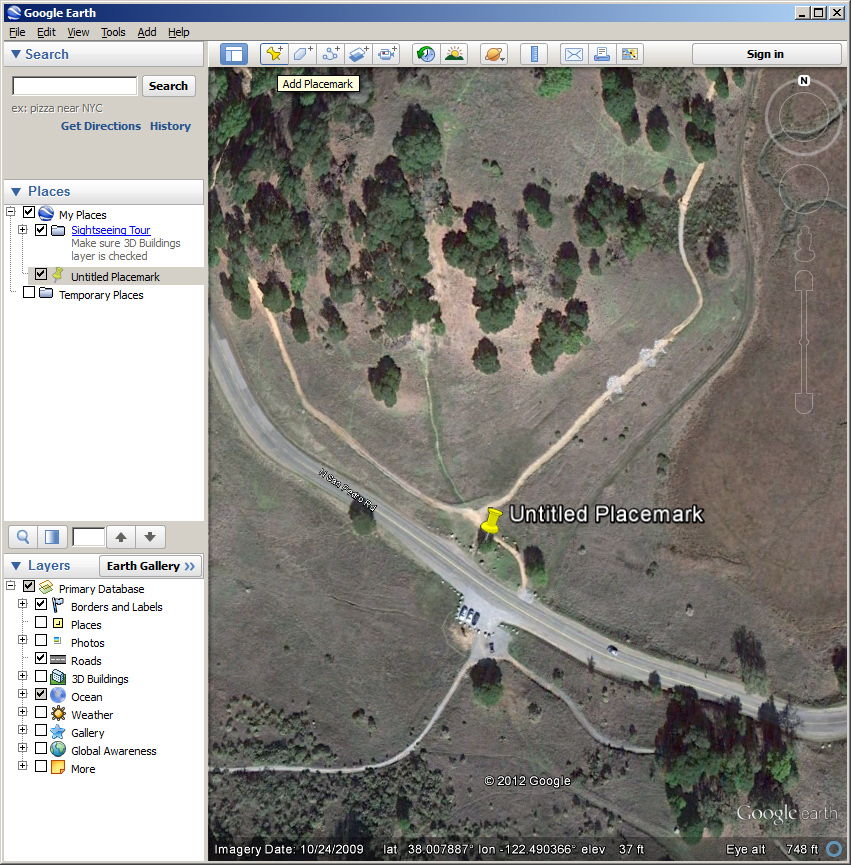 Google Earth
File Edit View Tools Add Help
Search
Search
ex: pizza near NYC
Get Directions History
Sign in
Add Placemark
N
Places
My Places
Sightseeing Tour
Make sure 3D Buildings
layer is checked
Untitled Placemark
Temporary Places
N San Pedro Rd
Untitled Placemark
Layers
Earth Gallery >>
Primary Database
Borders and Labels
Places
Photos
Roads
3D Buildings
Ocean
Weather
Gallery
Global Awareness
More
© 2012 Google
Google earth
Imagery Date: 10/24/2009 lat 38.007887° lon -122.490366° elev 37 ft Eye alt 748 ft